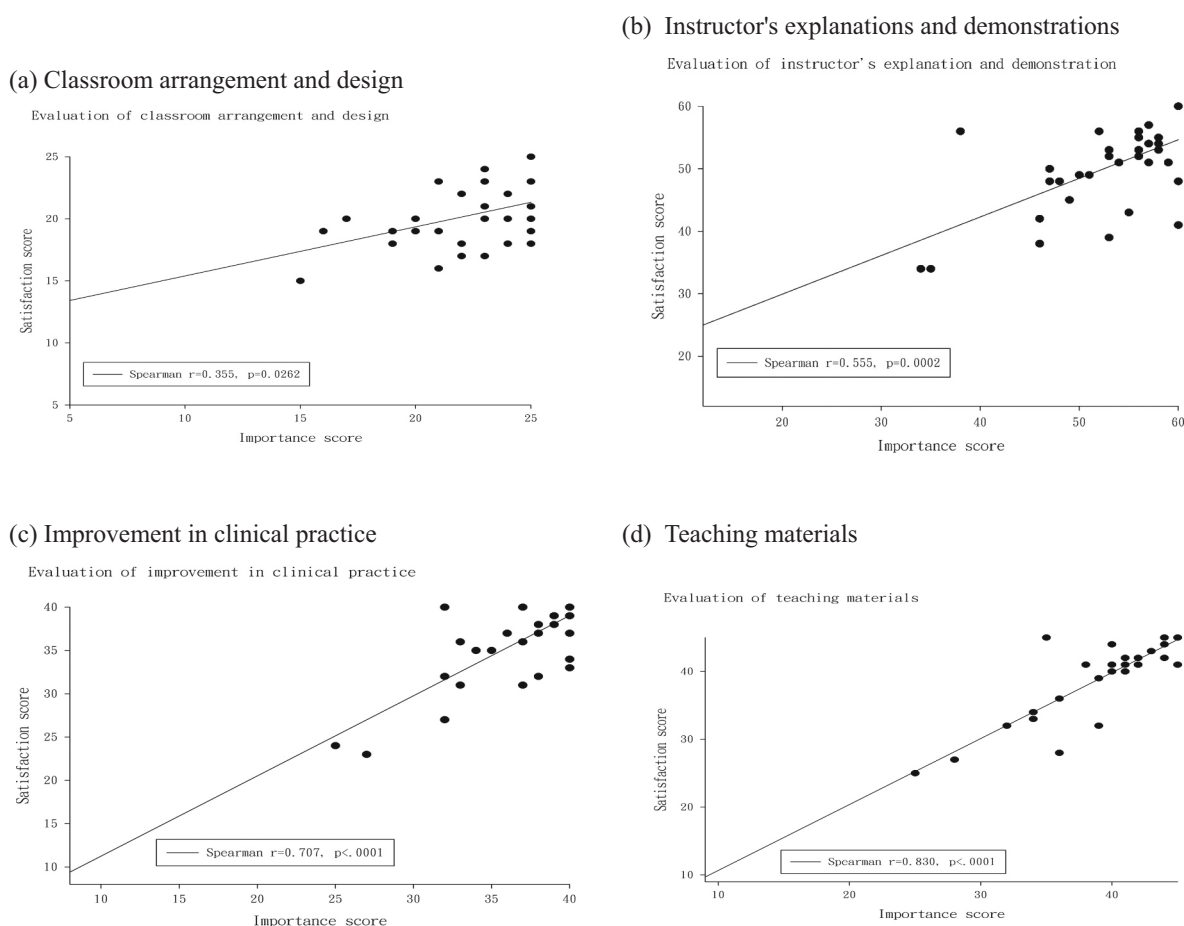 (a) Classroom arrangement and design
Evaluation of classroom arrangement and design
25
20
15
10
5
Satisfaction score
5 10 15 20 25
Importance score
Spearman r=0.355, p=0.0262
(b) Instructor's explanations and demonstrations
Evaluation of instructor's explanation and demonstration
60
50
40
30
20
Satisfaction score
20 30 40 50 60
Importance score
Spearman r=0.555, p=0.0002
(c) Improvement in clinical practice
Evaluation of improvement in clinical practice
40
35
30
25
20
15
10
Satisfaction score
10 15 20 25 30 35 40
Importance score
Spearman r=0.707, p<.0001
(d) Teaching materials
Evaluation of teaching materials
40
30
20
10
Satisfaction score
10 20 30 40
Importance score
Spearman r=0.830, p<.0001